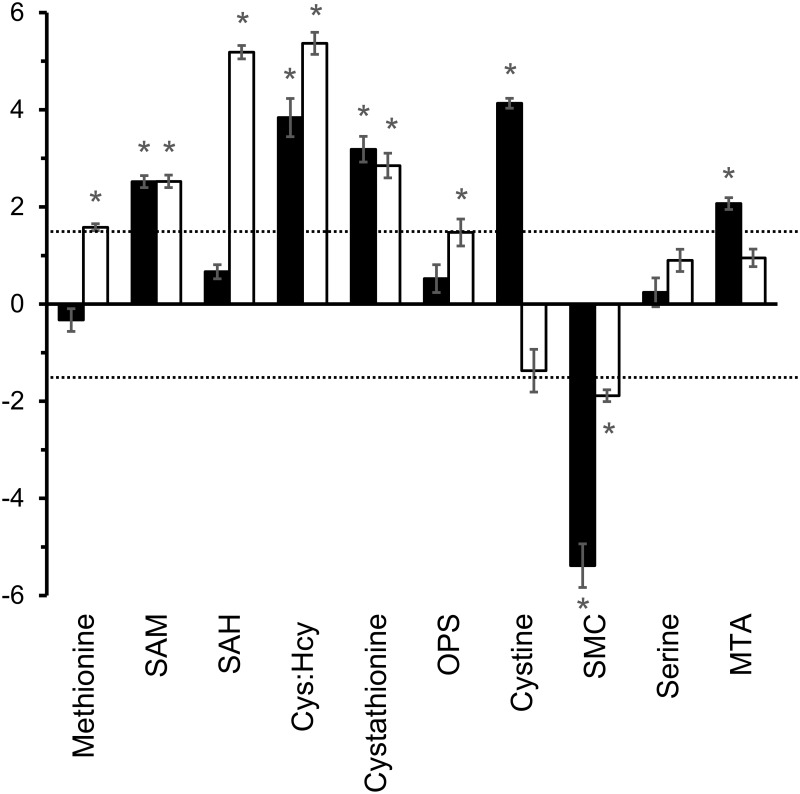 6
4
2
0
-2
-4
-6
* * * * * * * * * * * * *
Methionine
SAM
SAH
Cys:Hcy
Cystathionine
OPS
Cystine
SMC
Serine
MTA